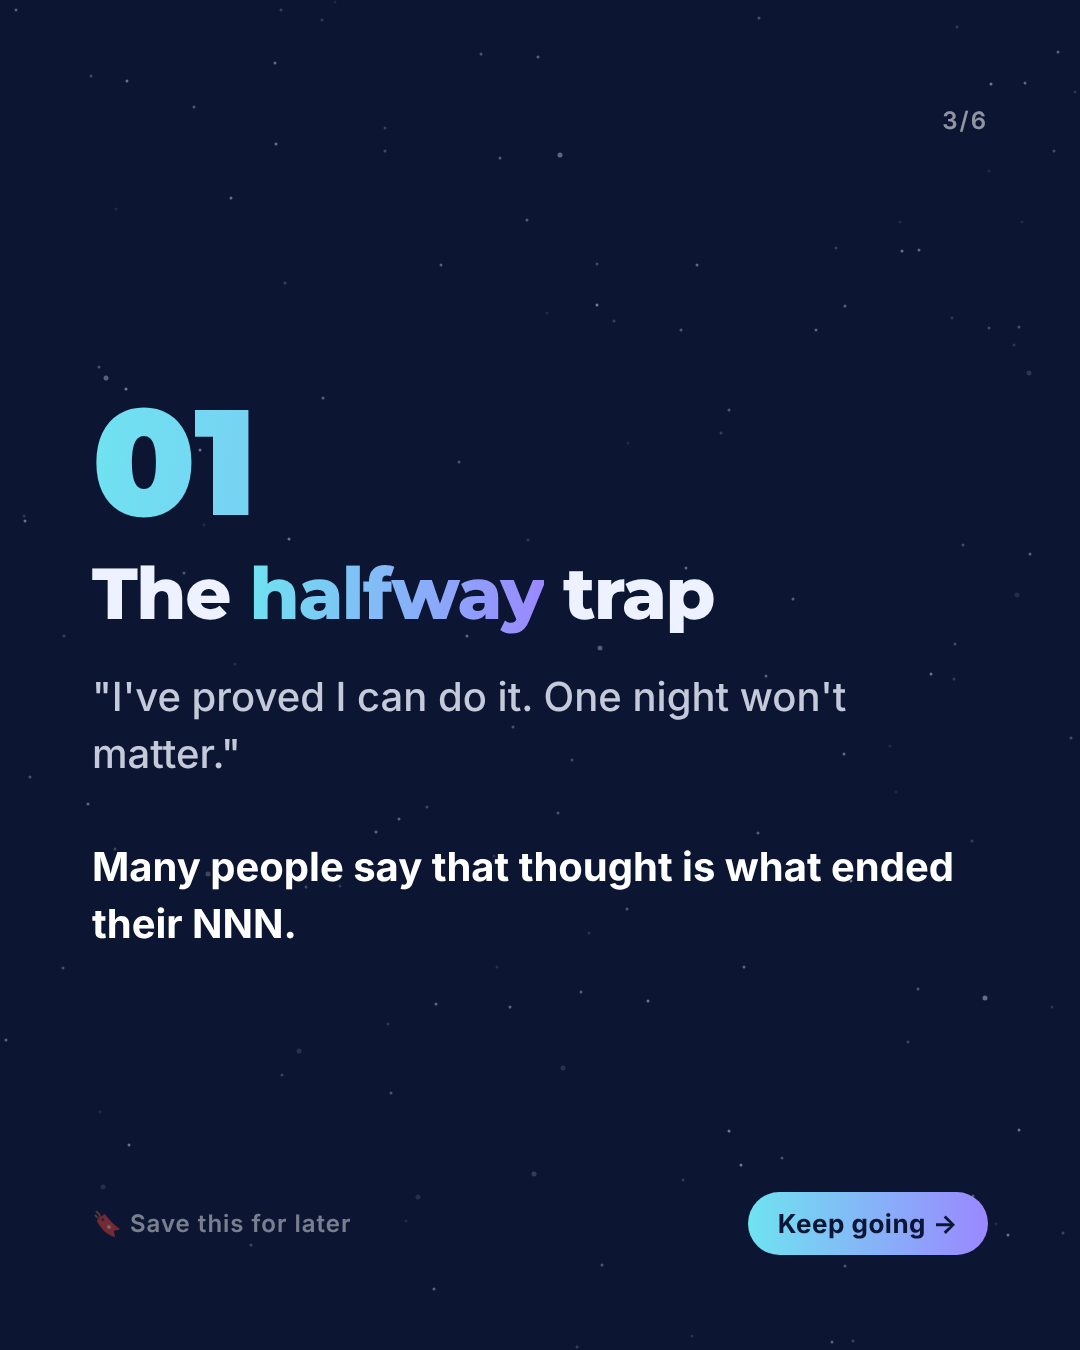 3/6
01
The halfway trap
"I've proved I can do it. One night won't
matter."
Many people say that thought is what ended
their NNN.
🔖 Save this for later
Keep going →